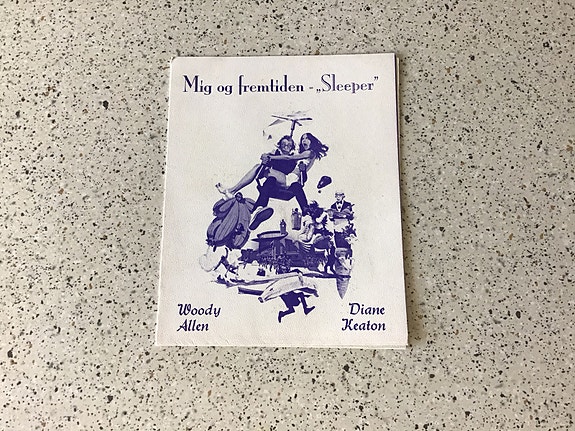 Mig og fremtiden - „Sleeper”
Woody
Allen
Diane
Keaton